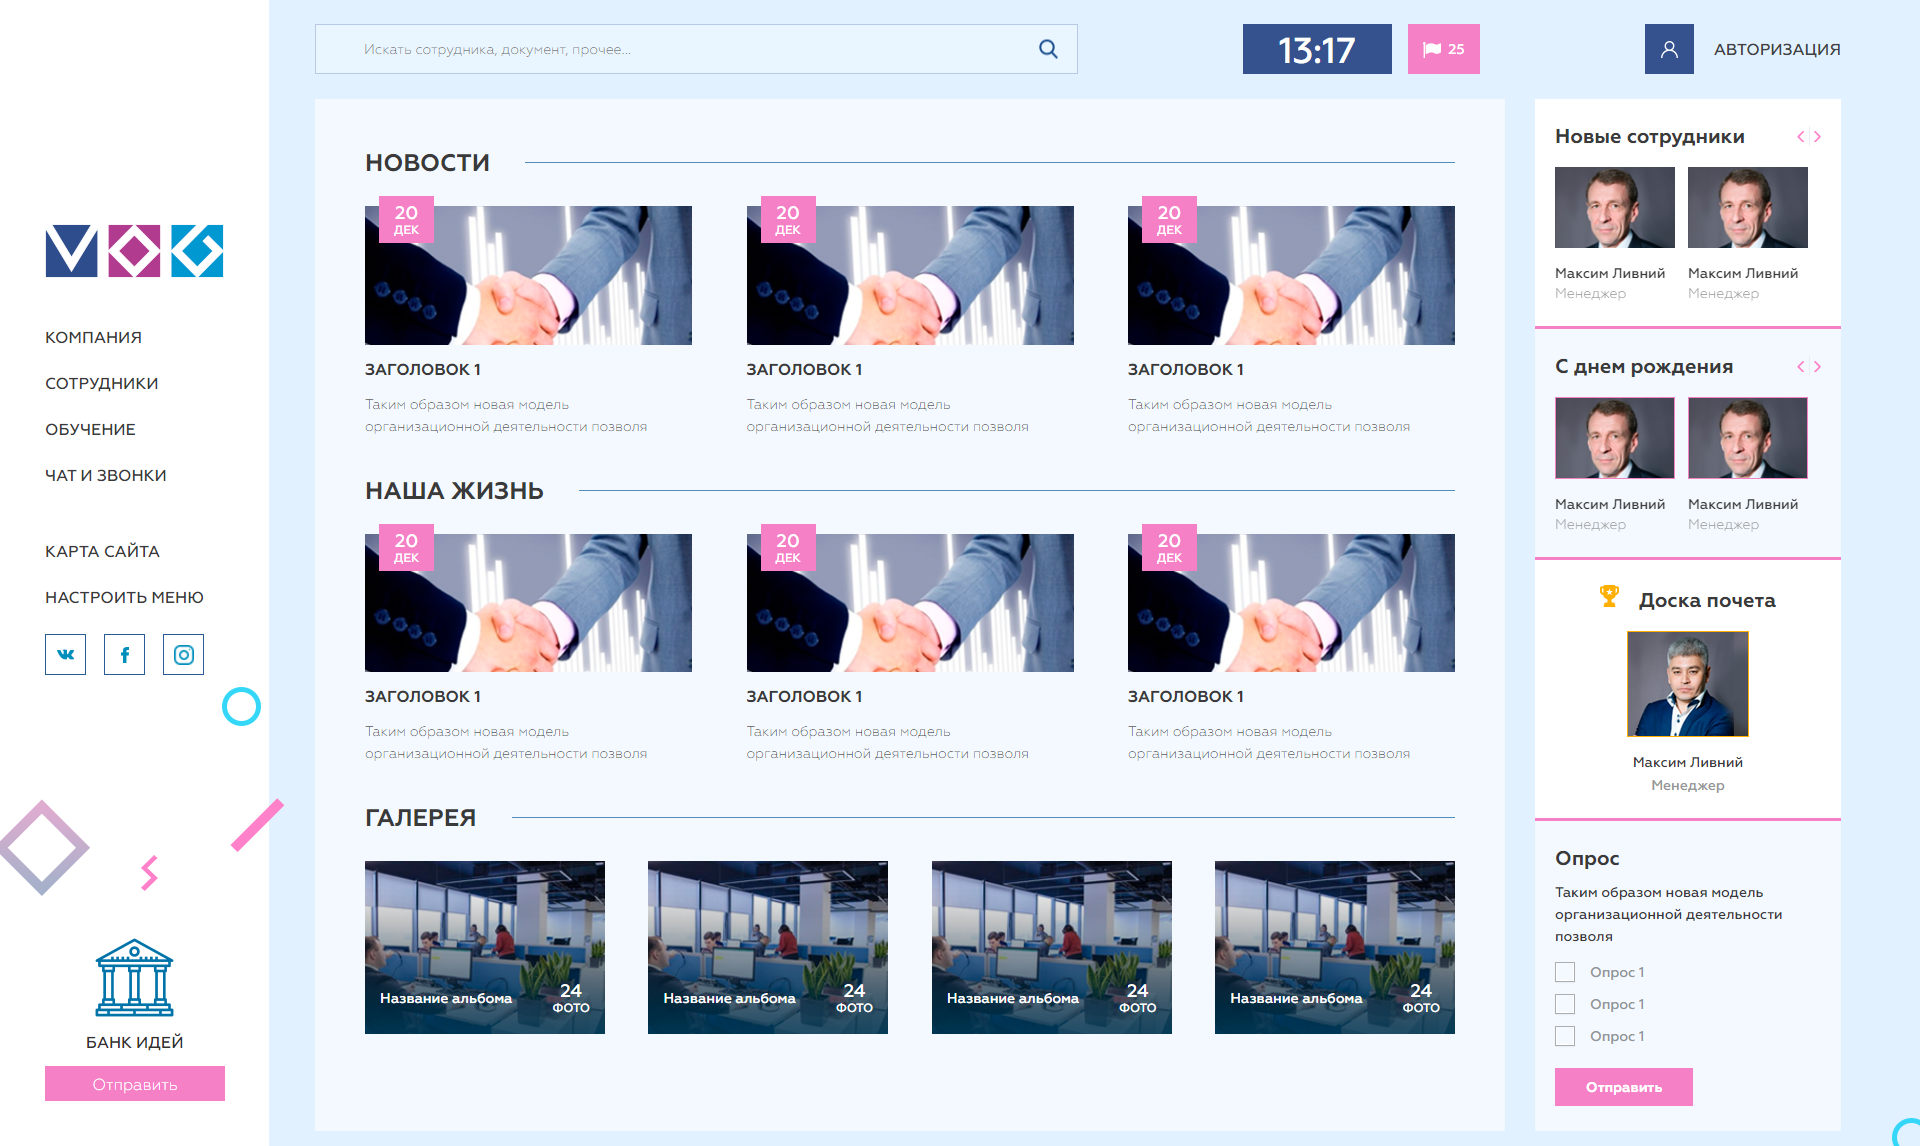 Искать сотрудника, документ, прочее...
13:17
25
АВТОРИЗАЦИЯ
КОМПАНИЯ
СОТРУДНИКИ
ОБУЧЕНИЕ
ЧАТ И ЗВОНКИ
КАРТА САЙТА
НАСТРОИТЬ МЕНЮ
БАНК ИДЕЙ
Отправить
НОВОСТИ
20
ДЕК
ЗАГОЛОВОК 1
Таким образом новая модель
организационной деятельности позволя
20
ДЕК
ЗАГОЛОВОК 1
Таким образом новая модель
организационной деятельности позволя
20
ДЕК
ЗАГОЛОВОК 1
Таким образом новая модель
организационной деятельности позволя
НАША ЖИЗНЬ
20
ДЕК
ЗАГОЛОВОК 1
Таким образом новая модель
организационной деятельности позволя
20
ДЕК
ЗАГОЛОВОК 1
Таким образом новая модель
организационной деятельности позволя
20
ДЕК
ЗАГОЛОВОК 1
Таким образом новая модель
организационной деятельности позволя
ГАЛЕРЕЯ
Название альбома
24
ФОТО
Название альбома
24
ФОТО
Название альбома
24
ФОТО
Название альбома
24
ФОТО
Новые сотрудники
Максим Ливний
Менеджер
Максим Ливний
Менеджер
С днем рождения
Максим Ливний
Менеджер
Максим Ливний
Менеджер
Доска почета
Максим Ливний
Менеджер
Опрос
Таким образом новая модель
организационной деятельности
позволя
Опрос 1
Опрос 1
Опрос 1
Отправить